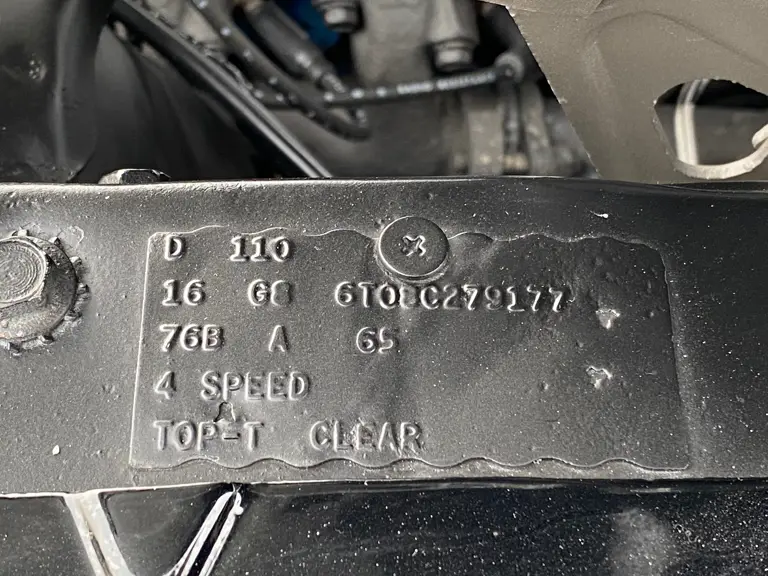 D 110
16 G8 6T08C279177
76B A 65
4 SPEED
TOP-T CLEAR